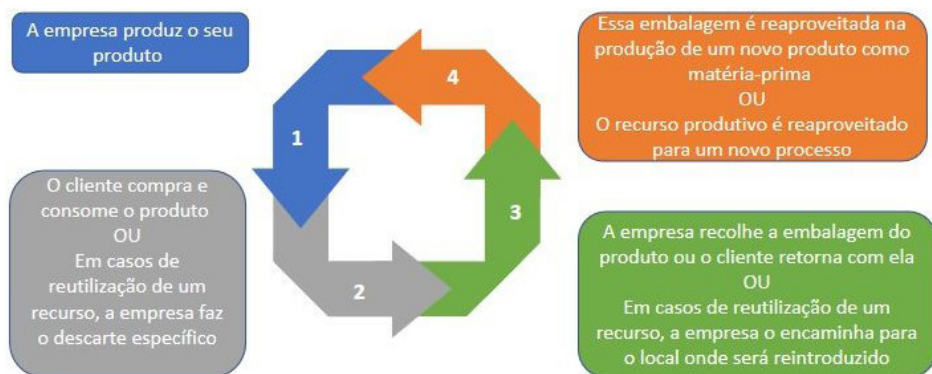 A empresa produz o seu
produto
1
O cliente compra e
consome o produto
OU
Em casos de
reutilização de um
recurso, a empresa faz
o descarte específico
2
A empresa recolhe a embalagem do
produto ou o cliente retorna com ela
OU
Em casos de reutilização de um
recurso, a empresa o encaminha para
o local onde será reintroduzido
3
Essa embalagem é reaproveitada na
produção de um novo produto como
matéria-prima
OU
O recurso produtivo é reaproveitado
para um novo processo
4